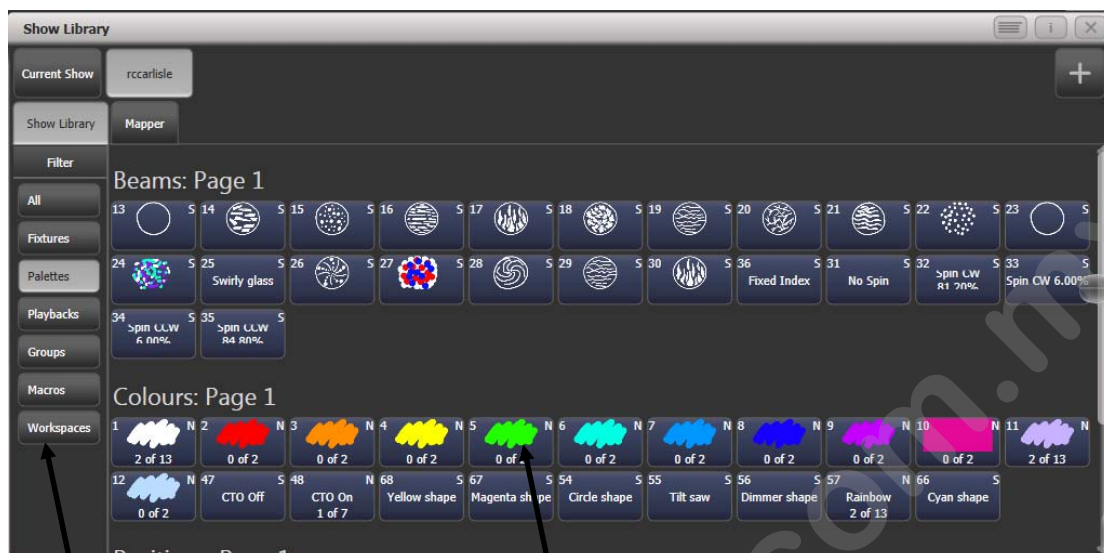 Show Library
Current Show
rccarlisle
Show Library
Mapper
Filter
All
Fixtures
Palettes
Playbacks
Groups
Macros
Workspaces
Beams: Page 1
13 S 14 S 15 S 16 S 17 S 18 S 19 S 20 S 21 S 22 S 23 S
24 S 25 S 26 S 27 S 28 S 29 S 30 S 36 S 31 S 32 S 33 S
Swirly glass
Fixed Index
No Spin
Spin CW
81.20%
Spin CW 6.00%
34 S 35 S
Spin CCW
6.00%
Spin CCW
84.80%
Colours: Page 1
1 N 2 N 3 N 4 N 5 N 6 N 7 N 8 N 9 N 10 N 11 N
2 of 13 0 of 2 0 of 2 0 of 2 0 of 2 0 of 2 0 of 2 0 of 2 0 of 2 2 of 13
12 N 47 S 48 S 68 S 67 S 54 S 55 S 56 S 57 S 66 S
0 of 2
CTO Off
CTO On
1 of 7
Yellow shape
Magenta shape
Circle shape
Tilt saw
Dimmer shape
Rainbow
2 of 13
Cyan shape
Page 1
com.my